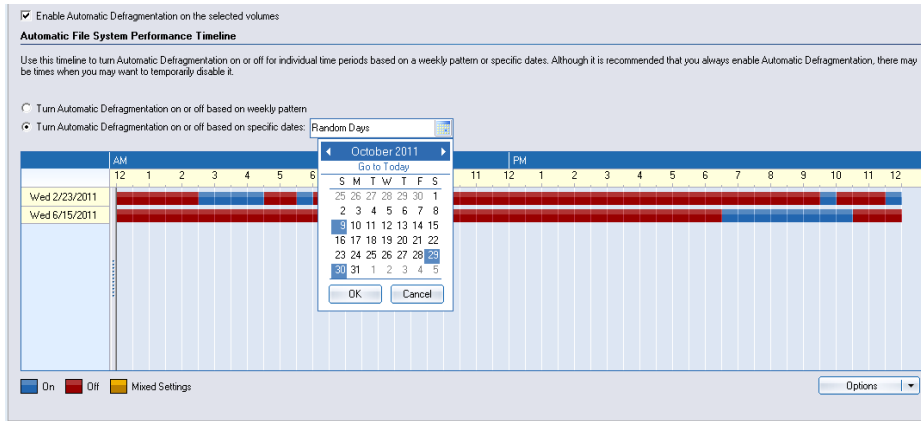 Enable Automatic Defragmentation on the selected volumes
Automatic File System Performance Timeline
Use this timeline to turn Automatic Defragmentation on or off for individual time periods based on a weekly pattern or specific dates. Although it is recommended that you always enable Automatic Defragmentation, there may
be times when you may want to temporarily disable it.
Turn Automatic Defragmentation on or off based on weekly pattern
Turn Automatic Defragmentation on or off based on specific dates: Random Days
October 2011
Go to Today
S M T W T F S
25 26 27 28 29 30 1
2 3 4 5 6 7 8
9 10 11 12 13 14 15
16 17 18 19 20 21 22
23 24 25 26 27 28 29
30 31 1 2 3 4 5
OK Cancel
AM PM
12 1 2 3 4 5 6 11 12 1 2 3 4 5 6 7 8 9 10 11 12
Wed 2/23/2011
Wed 6/15/2011
On Off Mixed Settings
Options